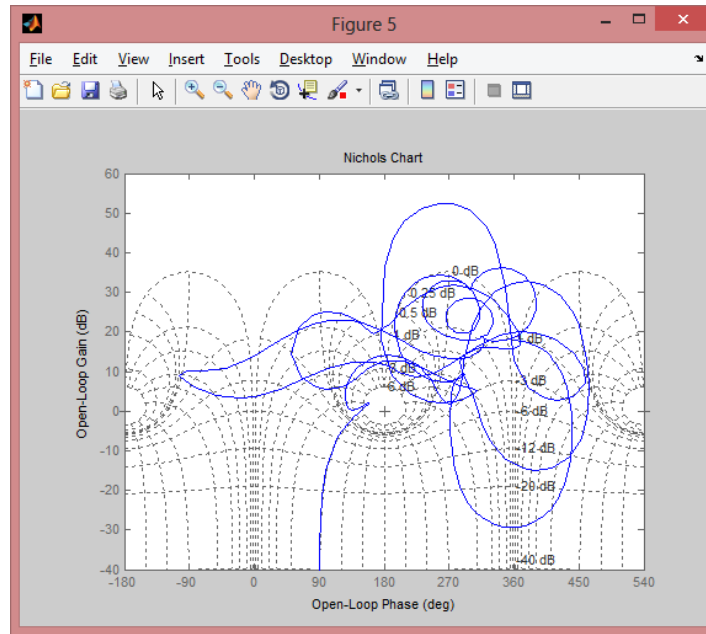 Figure 5
File Edit View Insert Tools Desktop Window Help
Nichols Chart
60
50
40
30
20
10
0
-10
-20
-30
-40
0 dB
0.25 dB
0.5 dB
1 dB
-1 dB
3 dB
6 dB
-3 dB
-6 dB
-12 dB
-20 dB
-40 dB
-180 -90 0 90 180 270 360 450 540
Open-Loop Gain (dB)
Open-Loop Phase (deg)